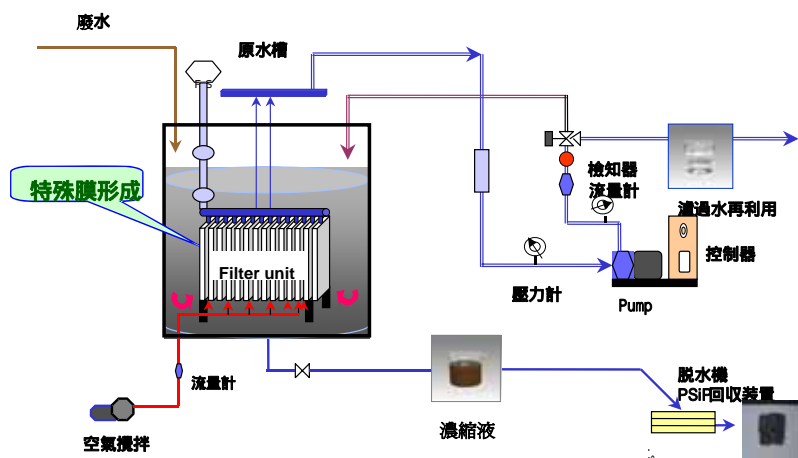 廢水
原水槽
F S
特殊膜形成
Filter unit
檢知器
流量計
濾過水再利用
控制器
壓力計
Pump
流量計
空氣攪拌
濃縮液
脱水機
PSiP回収装置